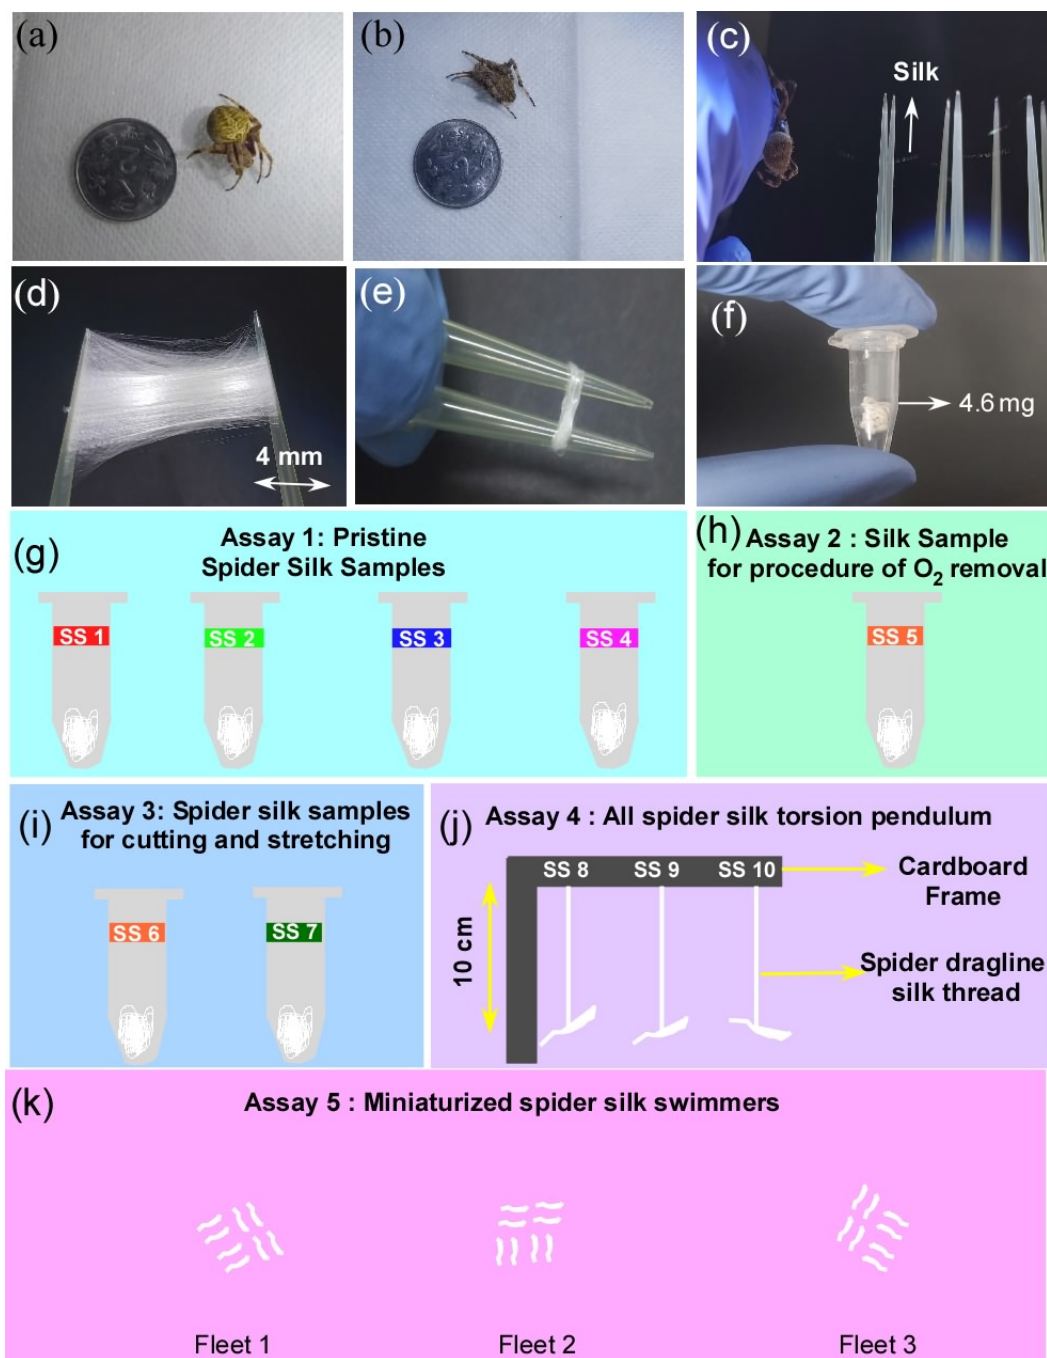 (a)
(b)
(c)
Silk
(d)
4 mm
(e)
(f)
4.6 mg
(g)
Assay 1: Pristine
Spider Silk Samples
SS 1
SS 2
SS 3
SS 4
(h)
Assay 2 : Silk Sample
for procedure of O₂ removal
SS 5
(i)
Assay 3: Spider silk samples
for cutting and stretching
SS 6
SS 7
(j)
Assay 4 : All spider silk torsion pendulum
SS 8
SS 9
SS 10
Cardboard
Frame
10 cm
Spider dragline
silk thread
(k)
Assay 5 : Miniaturized spider silk swimmers
Fleet 1
Fleet 2
Fleet 3